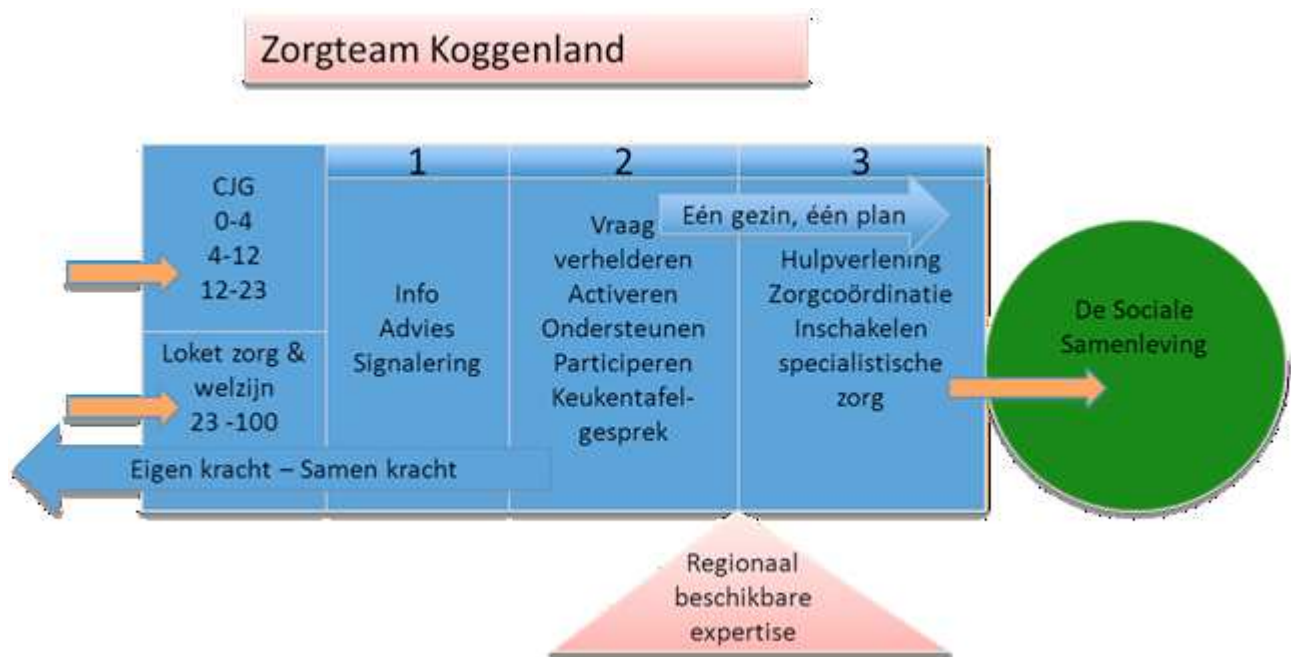 Zorgteam Koggenland
CJG
0-4
4-12
12-23
Loket zorg &
welzijn
23 -100
Eigen kracht – Samen kracht
1
Info
Advies
Signalering
2
Vraag
verhelderen
Activeren
Ondersteunen
Participeren
Keukentafel-
gesprek
3
Eén gezin, één plan
Hulpverlening
Zorgcoördinatie
Inschakelen
specialistische
zorg
De Sociale
Samenleving
Regionaal
beschikbare
expertise